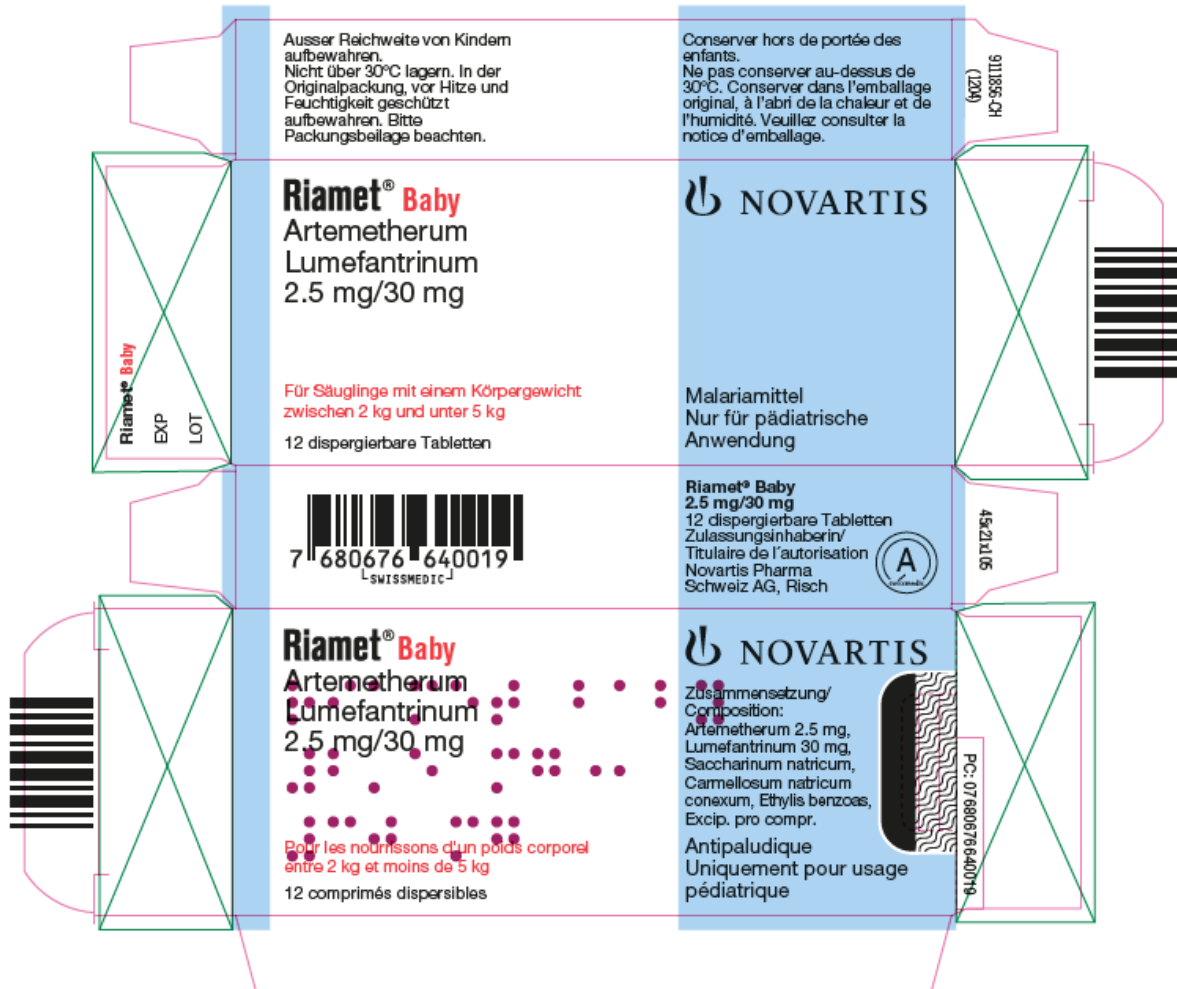 Ausser Reichweite von Kindern
aufbewahren.
Nicht über 30°C lagern. In der
Originalpackung, vor Hitze und
Feuchtigkeit geschützt
aufbewahren. Bitte
Packungsbeilage beachten.
Conserver hors de portée des
enfants.
Ne pas conserver au-dessus de
30°C. Conserver dans l'emballage
original, à l'abri de la chaleur et de
l'humidité. Veuillez consulter la
notice d'emballage.
9111856-CH
(1204)
Riamet® Baby
Artemetherum
Lumefantrinum
2.5 mg/30 mg
Für Säuglinge mit einem Körpergewicht
zwischen 2 kg und unter 5 kg
12 dispergierbare Tabletten
NOVARTIS
Malariamittel
Nur für pädiatrische
Anwendung
Riamet® Baby
EXP
LOT
7 680676 640019
SWISSMEDIC
Riamet® Baby
2.5 mg/30 mg
12 dispergierbare Tabletten
Zulassungsinhaberin/
Titulaire de l´autorisation
Novartis Pharma
Schweiz AG, Risch
A
swissmedic
45x21x105
Riamet® Baby
Artemetherum
Lumefantrinum
2.5 mg/30 mg
Pour les nourrissons d'un poids corporel
entre 2 kg et moins de 5 kg
12 comprimés dispersibles
NOVARTIS
Zusammensetzung/
Composition:
Artemetherum 2.5 mg,
Lumefantrinum 30 mg,
Saccharinum natricum,
Carmellosum natricum
conexum, Ethylis benzoas,
Excip. pro compr.
Antipaludique
Uniquement pour usage
pédiatrique
PC: 07680676640019